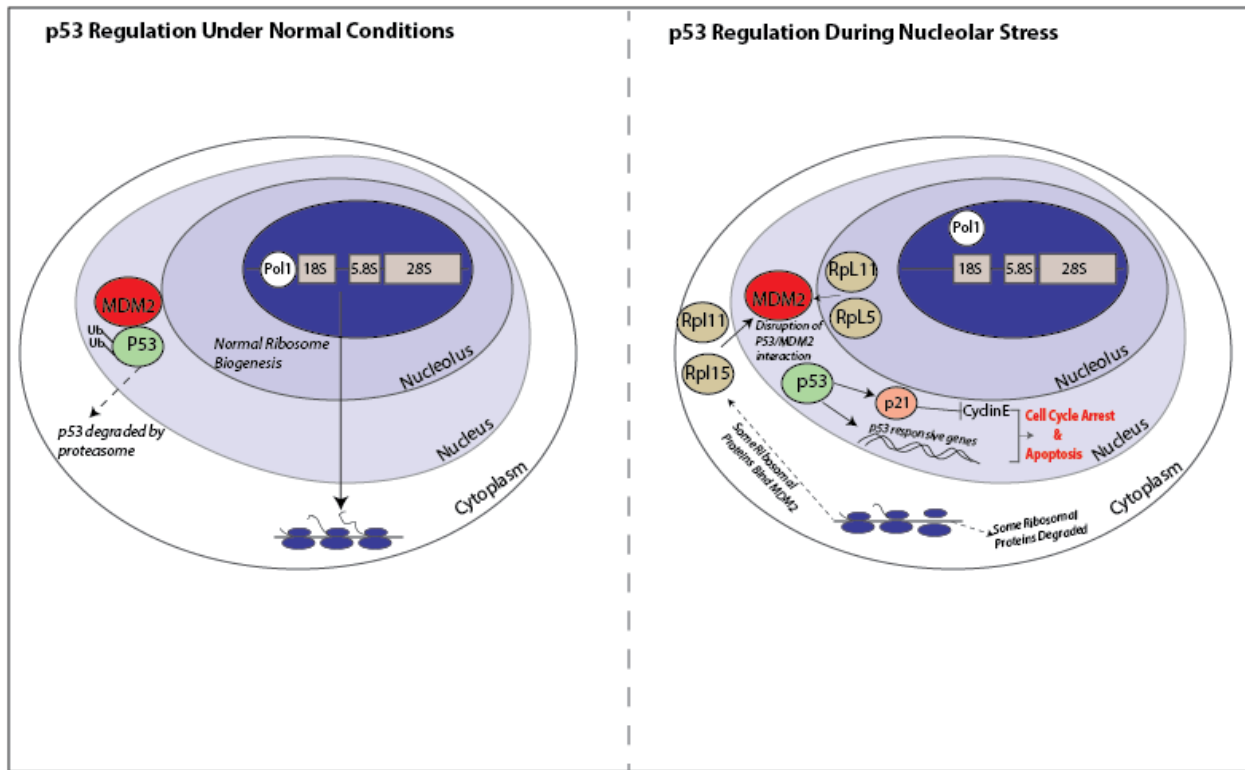 p53 Regulation Under Normal Conditions
Pol1
18S
5.8S
28S
MDM2
Ub
Ub
P53
Normal Ribosome
Biogenesis
Nucleolus
p53 degraded by
proteasome
Nucleus
Cytoplasm
p53 Regulation During Nucleolar Stress
Pol1
18S
5.8S
28S
RpL11
MDM2
RpL5
Rpl11
Disruption of
P53/MDM2
interaction
Rpl15
p53
Nucleolus
p21
CyclinE
Cell Cycle Arrest
&
Apoptosis
p53 responsive genes
Nucleus
Some Ribosomal
Proteins Bind MDM2
Cytoplasm
Some Ribosomal
Proteins Degraded